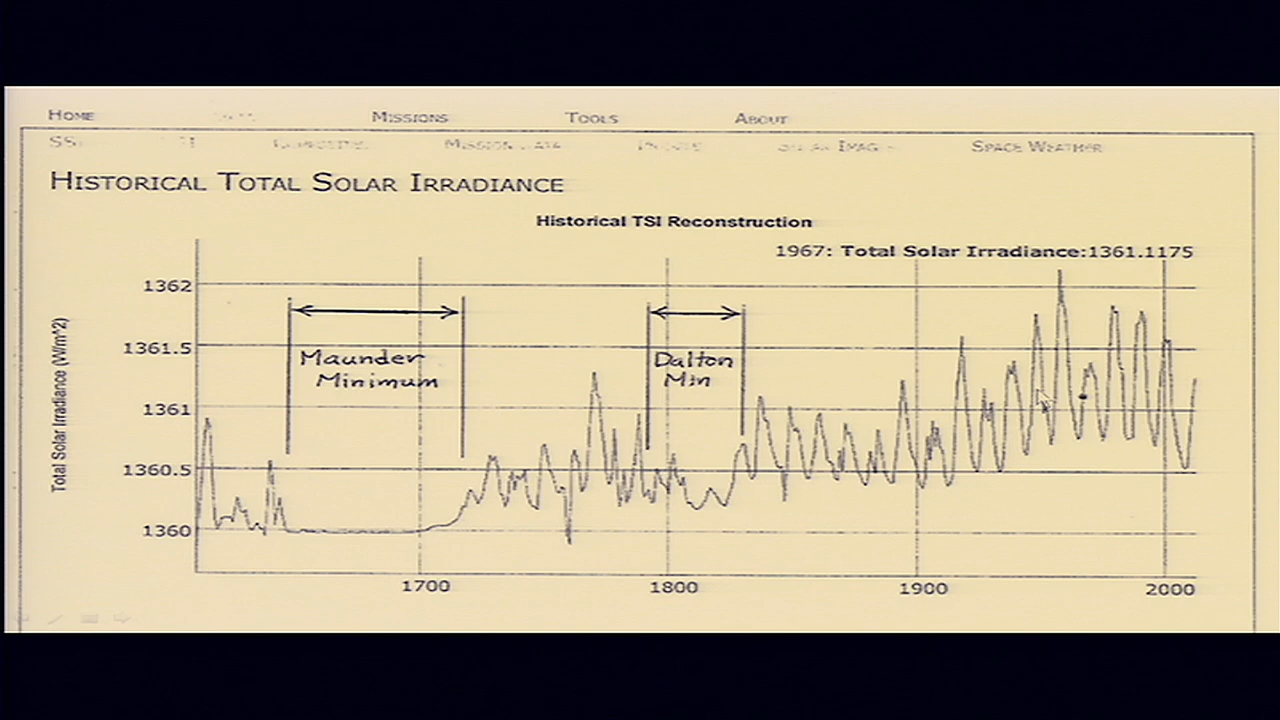 HOME MISSIONS TOOLS ABOUT
SPACE WEATHER
HISTORICAL TOTAL SOLAR IRRADIANCE
Historical TSI Reconstruction
1967: Total Solar Irradiance:1361.1175
Total Solar Irradiance (W/m^2)
1362
1361.5
1361
1360.5
1360
Maunder
Minimum
Dalton
Min
1700 1800 1900 2000